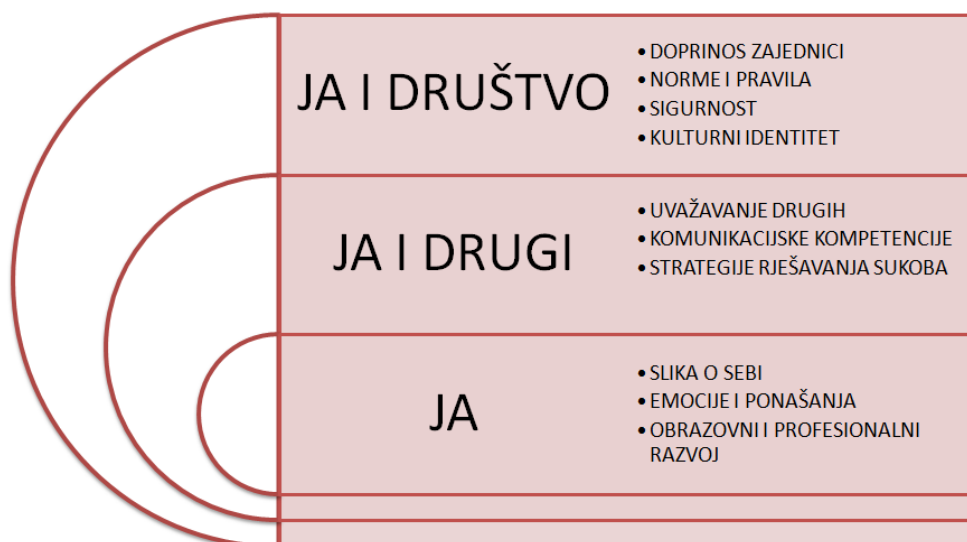 JA I DRUŠTVO
• DOPRINOS ZAJEDNICI
• NORME I PRAVILA
• SIGURNOST
• KULTURNI IDENTITET
JA I DRUGI
• UVAŽAVANJE DRUGIH
• KOMUNIKACIJSKE KOMPETENCIJE
• STRATEGIJE RJEŠAVANJA SUKOBA
JA
• SLIKA O SEBI
• EMOCIJE I PONAŠANJA
• OBRAZOVNI I PROFESIONALNI
RAZVOJ